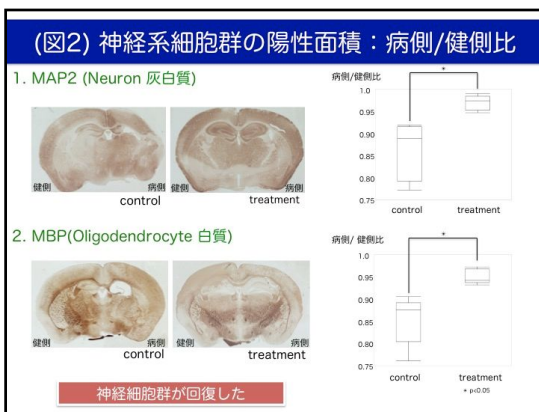 (図2) 神経系細胞群の陽性面積：病側/健側比
1. MAP2 (Neuron 灰白質)
健側
病側
control
健側
病側
treatment
病側/健側比
*
1.0
0.95
0.90
0.85
0.80
0.75
control
treatment
2. MBP(Oligodendrocyte 白質)
健側
病側
control
健側
病側
treatment
病側/ 健側比
*
1.0
0.95
0.90
0.85
0.80
0.75
control
treatment
* p<0.05
神経細胞群が回復した